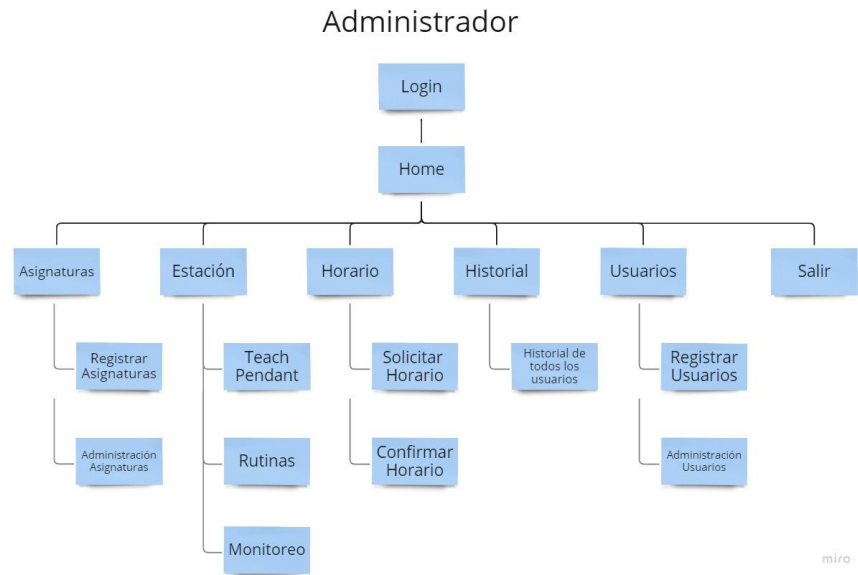 Administrador
Login
Home
Asignaturas
Estación
Horario
Historial
Usuarios
Salir
Registrar
Asignaturas
Teach
Pendant
Solicitar
Horario
Historial de
todos los
usuarios
Registrar
Usuarios
Administración
Asignaturas
Rutinas
Confirmar
Horario
Administración
Usuarios
Monitoreo
miro